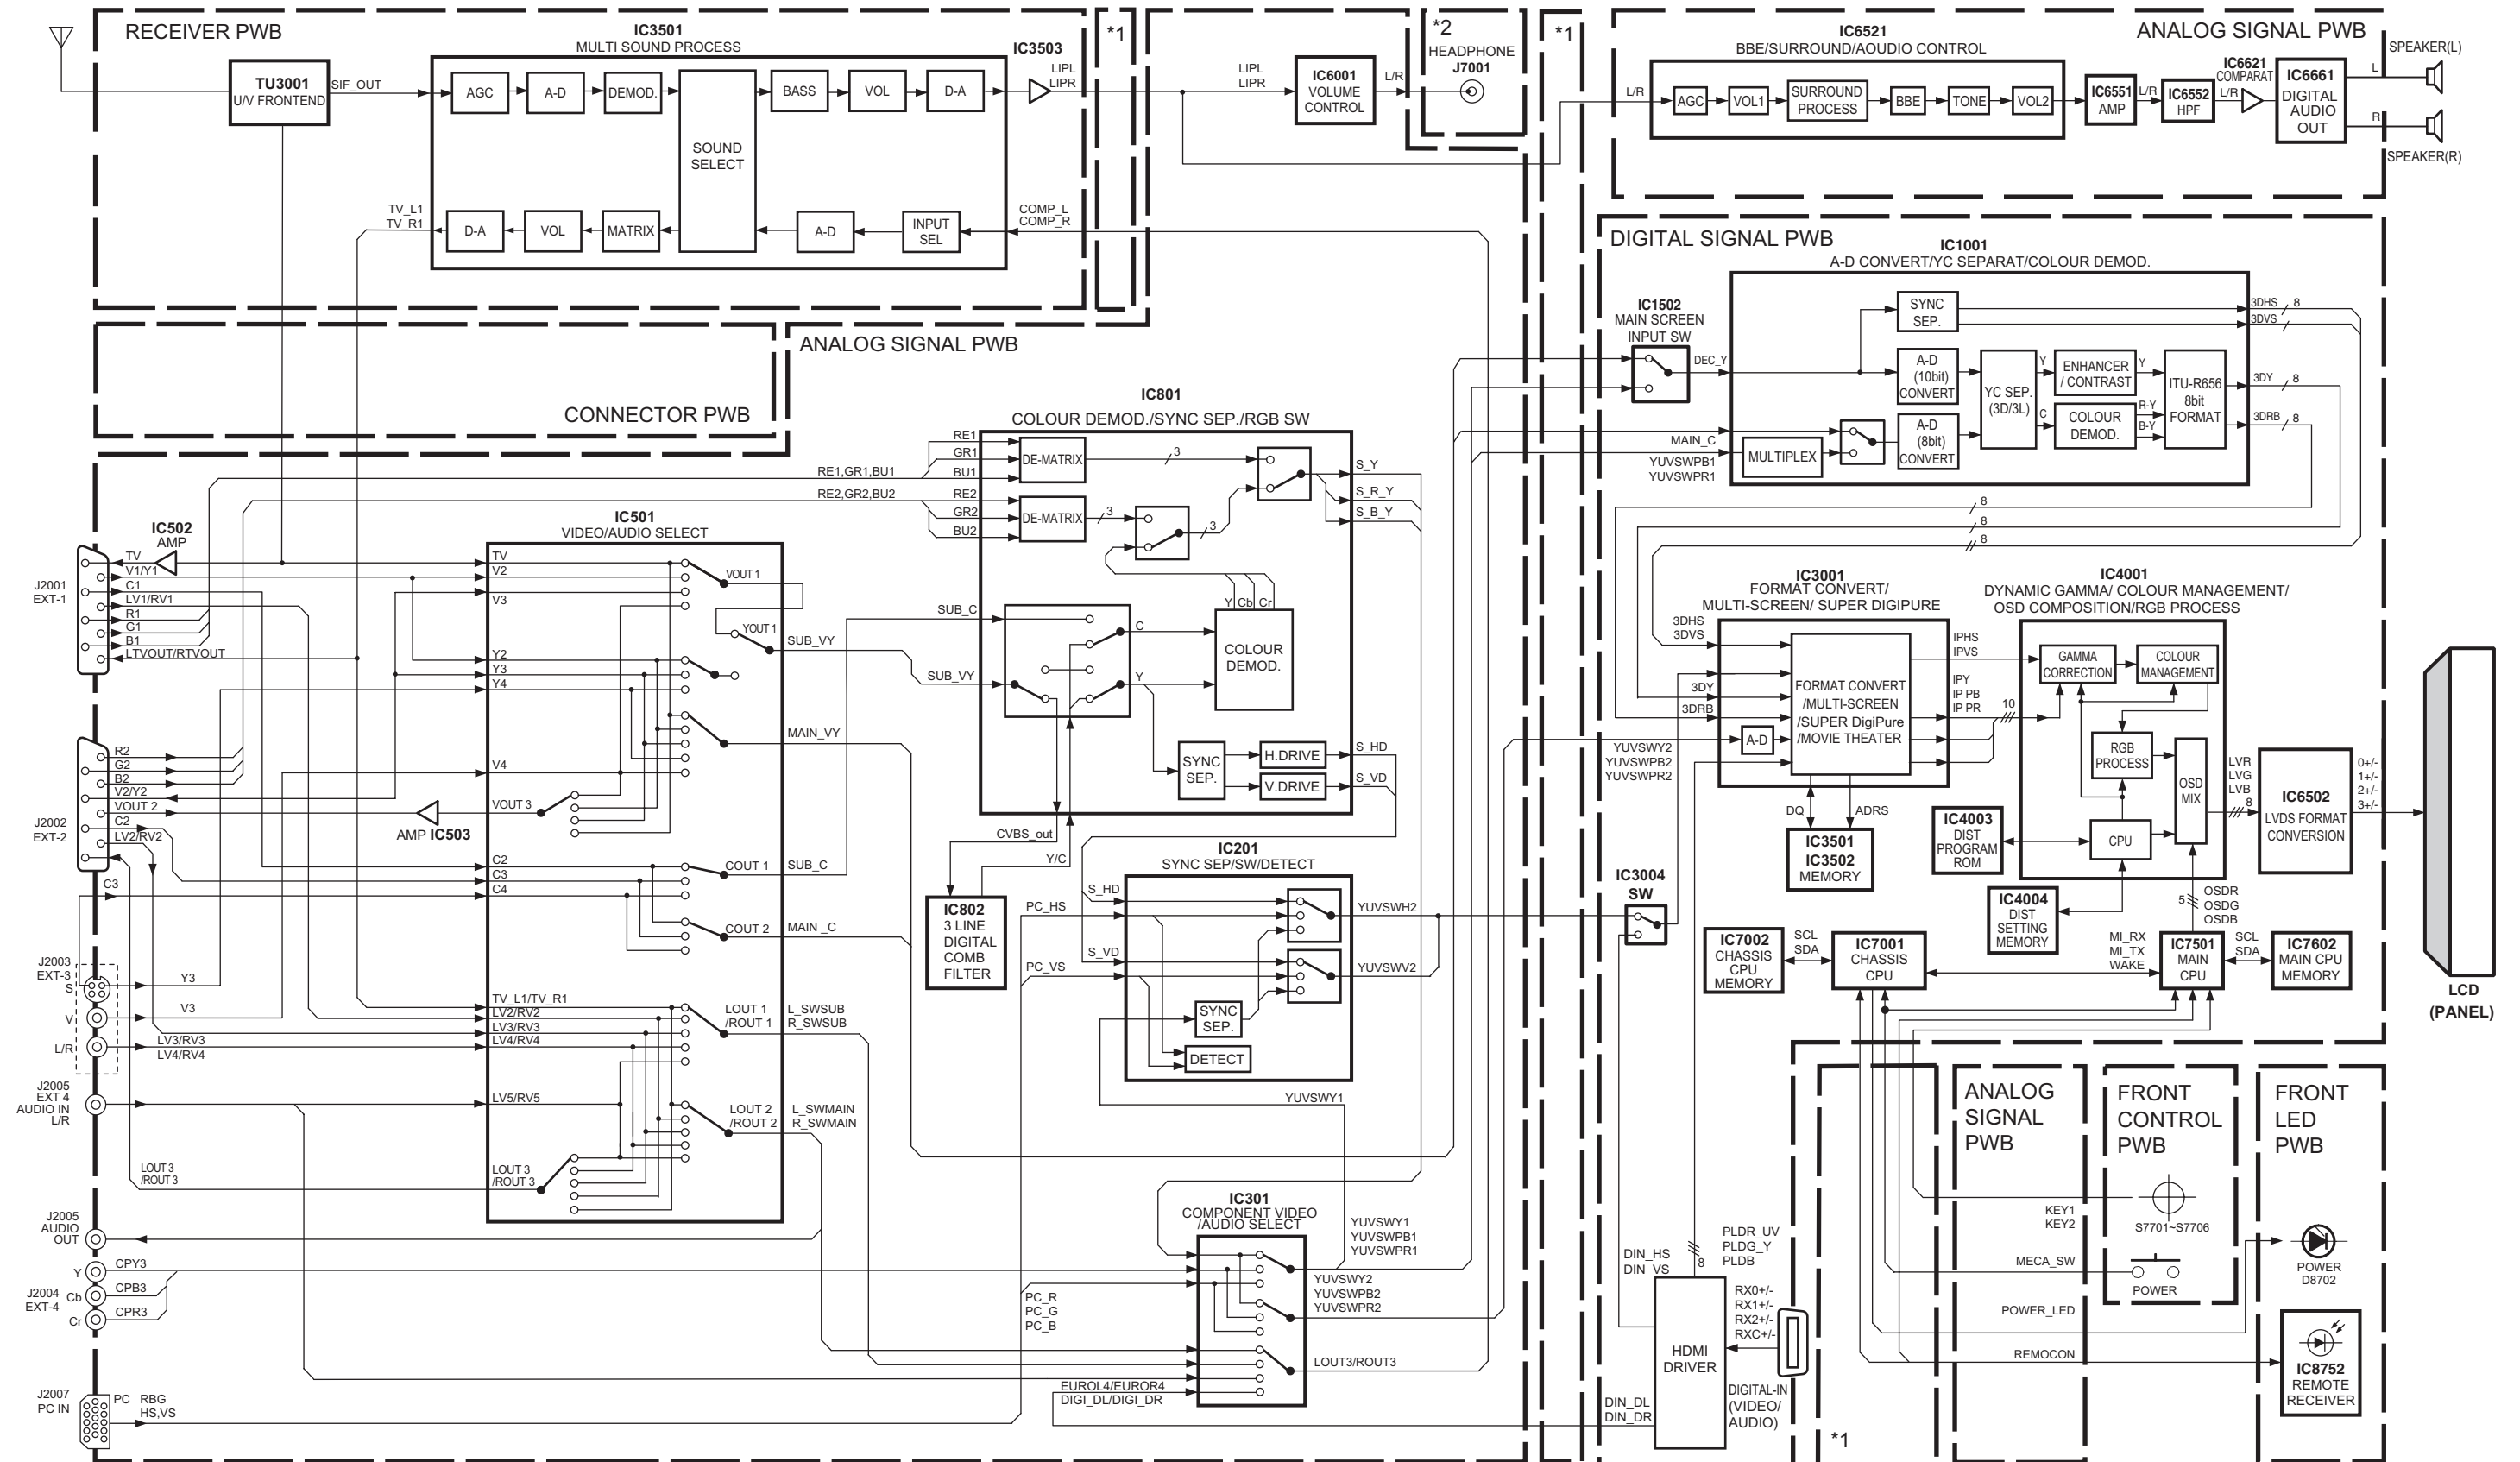 RECEIVER PWB
TU3001
U/V FRONTEND
SIF_OUT
IC3501
MULTI SOUND PROCESS
AGC
A-D
DEMOD.
SOUND
SELECT
BASS
VOL
D-A
IC3503
LIPL
LIPR
TV_L1
TV_R1
D-A
VOL
MATRIX
A-D
INPUT
SEL
COMP_L
COMP_R
*1
LIPL
LIPR
IC6001
VOLUME
CONTROL
L/R
*2
HEADPHONE
J7001
*1
ANALOG SIGNAL PWB
IC6521
BBE/SURROUND/AOUDIO CONTROL
L/R
AGC
VOL1
SURROUND
PROCESS
BBE
TONE
VOL2
IC6551
AMP
L/R
IC6552
HPF
L/R
IC6621
COMPARAT
IC6661
DIGITAL
AUDIO
OUT
L
R
SPEAKER(L)
SPEAKER(R)
CONNECTOR PWB
ANALOG SIGNAL PWB
J2001
EXT-1
IC502
AMP
TV
V1/Y1
C1
LV1/RV1
R1
G1
B1
LTVOUT/RTVOUT
J2002
EXT-2
R2
G2
B2
V2/Y2
VOUT 2
C2
LV2/RV2
AMP IC503
C3
J2003
EXT-3
S
V
L/R
Y3
V3
LV3/RV3
LV4/RV4
J2005
EXT 4
AUDIO IN
L/R
LOUT 3
/ROUT 3
J2005
AUDIO
OUT
J2004
EXT-4
Y
Cb
Cr
CPY3
CPB3
CPR3
J2007
PC IN
PC
RBG
HS,VS
IC501
VIDEO/AUDIO SELECT
TV
V2
V3
Y2
Y3
Y4
V4
VOUT 3
C2
C3
C4
TV_L1/TV_R1
LV2/RV2
LV3/RV3
LV4/RV4
LV5/RV5
LOUT 3
/ROUT 3
VOUT 1
YOUT 1
SUB_VY
MAIN_VY
COUT 1
SUB_C
COUT 2
MAIN _C
LOUT 1
/ROUT 1
L_SWSUB
R_SWSUB
LOUT 2
/ROUT 2
L_SWMAIN
R_SWMAIN
RE1,GR1,BU1
RE2,GR2,BU2
IC801
COLOUR DEMOD./SYNC SEP./RGB SW
RE1
GR1
BU1
RE2
GR2
BU2
DE-MATRIX
DE-MATRIX
3
3
3
S_Y
S_R_Y
S_B_Y
SUB_C
SUB_VY
C
Y
Y
Cb
Cr
COLOUR
DEMOD.
SYNC
SEP.
H.DRIVE
V.DRIVE
S_HD
S_VD
CVBS_out
Y/C
IC802
3 LINE
DIGITAL
COMB
FILTER
IC201
SYNC SEP/SW/DETECT
S_HD
PC_HS
S_VD
PC_VS
SYNC
SEP.
DETECT
YUVSWH2
YUVSWV2
YUVSWY1
IC301
COMPONENT VIDEO
/AUDIO SELECT
YUVSWY1
YUVSWPB1
YUVSWPR1
YUVSWY2
YUVSWPB2
YUVSWPR2
PC_R
PC_G
PC_B
LOUT3/ROUT3
EUROL4/EUROR4
DIGI_DL/DIGI_DR
DIGITAL SIGNAL PWB
IC1502
MAIN SCREEN
INPUT SW
DEC_Y
MAIN_C
YUVSWPB1
YUVSWPR1
IC1001
A-D CONVERT/YC SEPARAT/COLOUR DEMOD.
SYNC
SEP.
A-D
(10bit)
CONVERT
MULTIPLEX
A-D
(8bit)
CONVERT
YC SEP.
(3D/3L)
Y
C
ENHANCER
/ CONTRAST
COLOUR
DEMOD.
Y
R-Y
B-Y
ITU-R656
8bit
FORMAT
3DHS
8
3DVS
3DY
8
3DRB
8
8
8
8
IC3001
FORMAT CONVERT/
MULTI-SCREEN/ SUPER DIGIPURE
3DHS
3DVS
3DY
3DRB
A-D
FORMAT CONVERT
/MULTI-SCREEN
/SUPER DigiPure
/MOVIE THEATER
YUVSWY2
YUVSWPB2
YUVSWPR2
IPHS
IPVS
IPY
IP PB
IP PR
10
DQ
ADRS
IC3501
IC3502
MEMORY
IC4001
DYNAMIC GAMMA/ COLOUR MANAGEMENT/
OSD COMPOSITION/RGB PROCESS
GAMMA
CORRECTION
COLOUR
MANAGEMENT
RGB
PROCESS
OSD
MIX
CPU
IC4003
DIST
PROGRAM
ROM
IC4004
DIST
SETTING
MEMORY
LVR
LVG
LVB
8
IC6502
LVDS FORMAT
CONVERSION
0+/-
1+/-
2+/-
3+/-
LCD
(PANEL)
IC3004
SW
IC7002
CHASSIS
CPU
MEMORY
SCL
SDA
IC7001
CHASSIS
CPU
MI_RX
MI_TX
WAKE
5
OSDR
OSDG
OSDB
IC7501
MAIN
CPU
SCL
SDA
IC7602
MAIN CPU
MEMORY
DIN_HS
DIN_VS
8
PLDR_UV
PLDG_Y
PLDB
HDMI
DRIVER
RX0+/-
RX1+/-
RX2+/-
RXC+/-
DIGITAL-IN
(VIDEO/
AUDIO)
DIN_DL
DIN_DR
*1
ANALOG
SIGNAL
PWB
KEY1
KEY2
MECA_SW
POWER_LED
REMOCON
FRONT
CONTROL
PWB
S7701~S7706
POWER
FRONT
LED
PWB
POWER
D8702
IC8752
REMOTE
RECEIVER